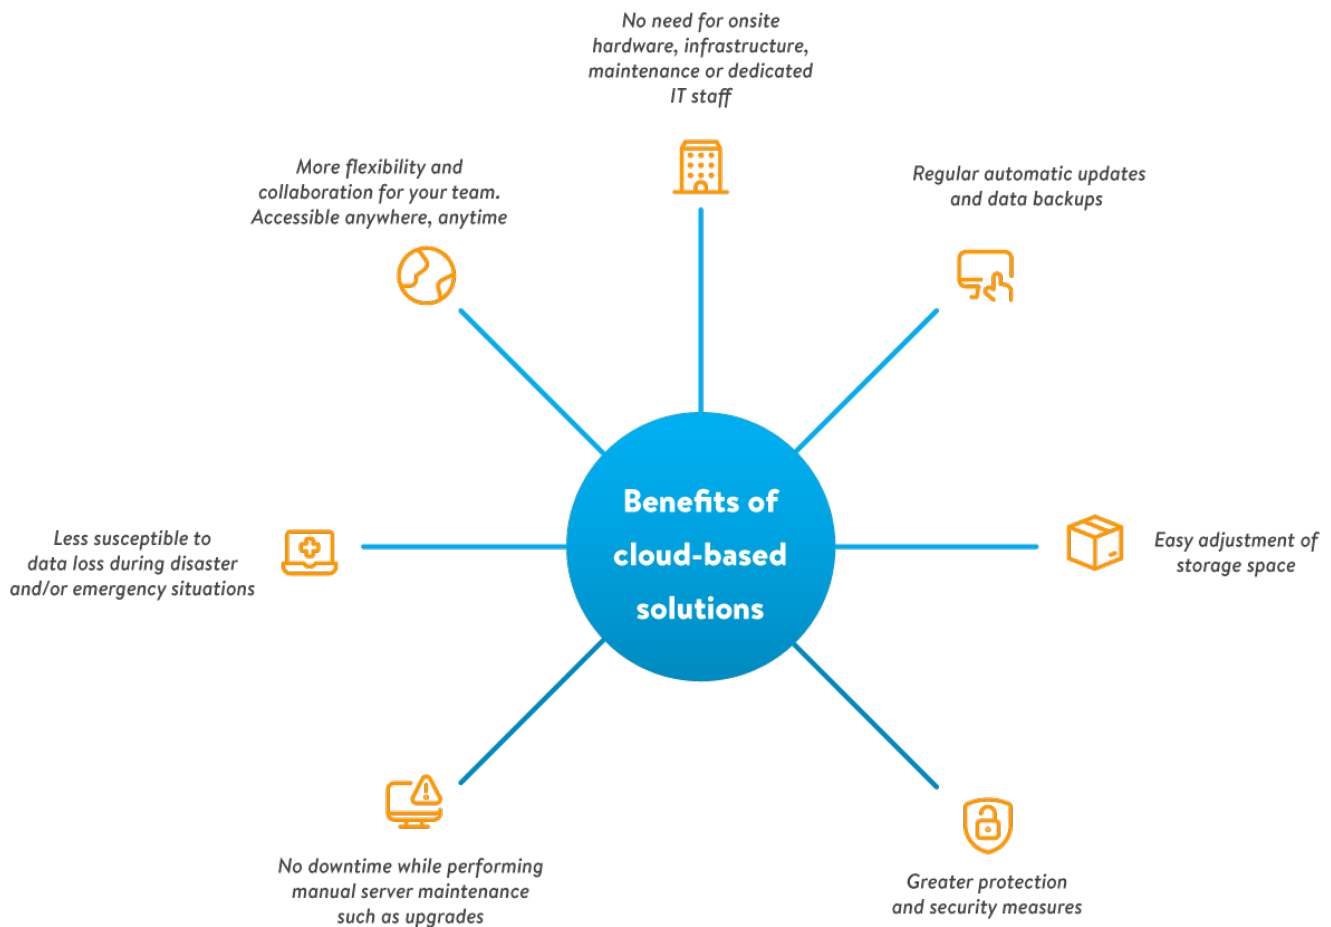 No need for onsite
hardware, infrastructure,
maintenance or dedicated
IT staff
More flexibility and
collaboration for your team.
Accessible anywhere, anytime
Regular automatic updates
and data backups
Benefits of
cloud-based
solutions
Less susceptible to
data loss during disaster
and/or emergency situations
Easy adjustment of
storage space
No downtime while performing
manual server maintenance
such as upgrades
Greater protection
and security measures